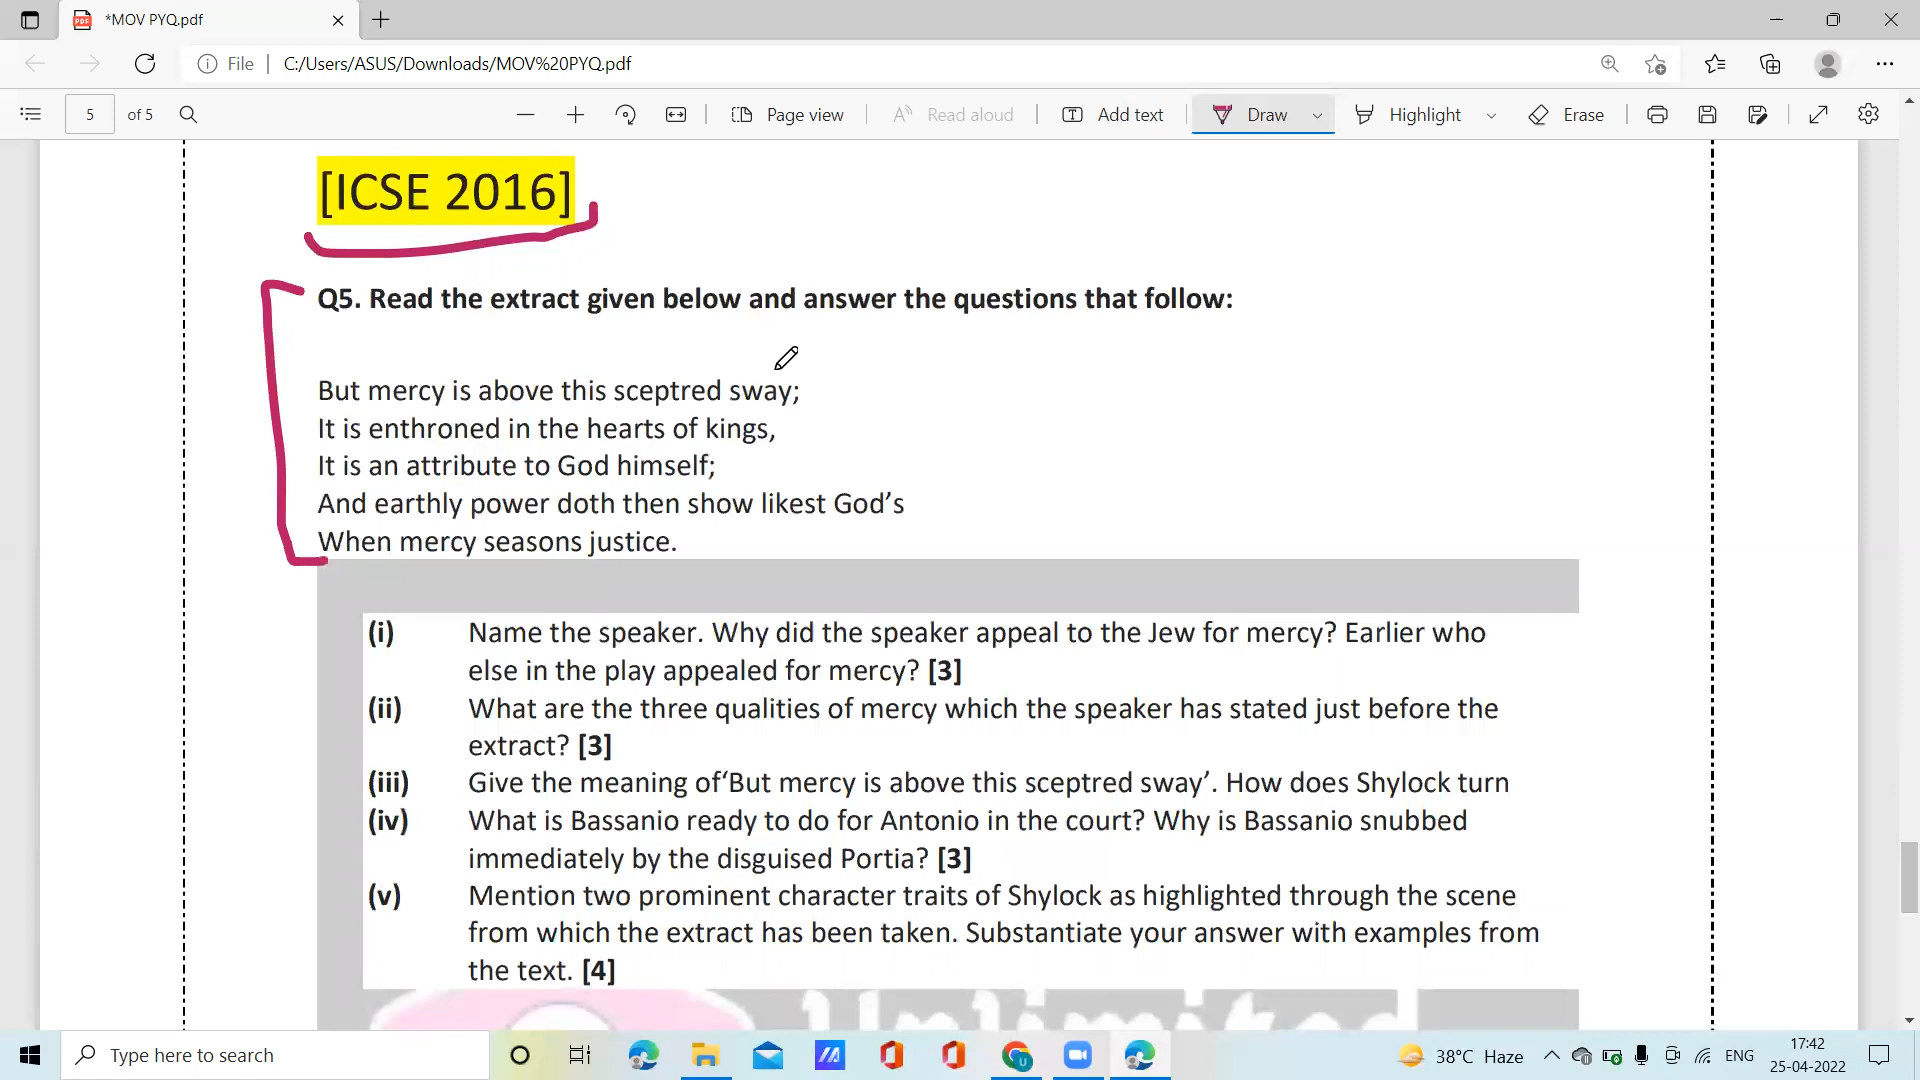 *MOV PYQ.pdf
File C:/Users/ASUS/Downloads/MOV%20PYQ.pdf
5 of 5 Page view Read aloud Add text Draw Highlight Erase
[ICSE 2016]
Q5. Read the extract given below and answer the questions that follow:
But mercy is above this sceptred sway;
It is enthroned in the hearts of kings,
It is an attribute to God himself;
And earthly power doth then show likest God’s
When mercy seasons justice.
(i) Name the speaker. Why did the speaker appeal to the Jew for mercy? Earlier who
else in the play appealed for mercy? [3]
(ii) What are the three qualities of mercy which the speaker has stated just before the
extract? [3]
(iii) Give the meaning of‘But mercy is above this sceptred sway’. How does Shylock turn
(iv) What is Bassanio ready to do for Antonio in the court? Why is Bassanio snubbed
immediately by the disguised Portia? [3]
(v) Mention two prominent character traits of Shylock as highlighted through the scene
from which the extract has been taken. Substantiate your answer with examples from
the text. [4]
Unlimited
Type here to search
38°C Haze
ENG
17:42
25-04-2022